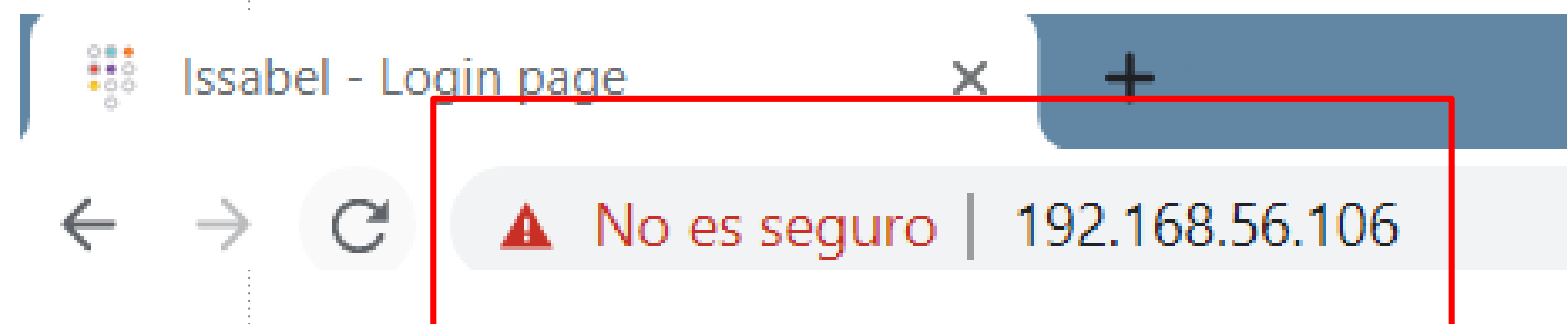 Issabel - Login page
No es seguro | 192.168.56.106